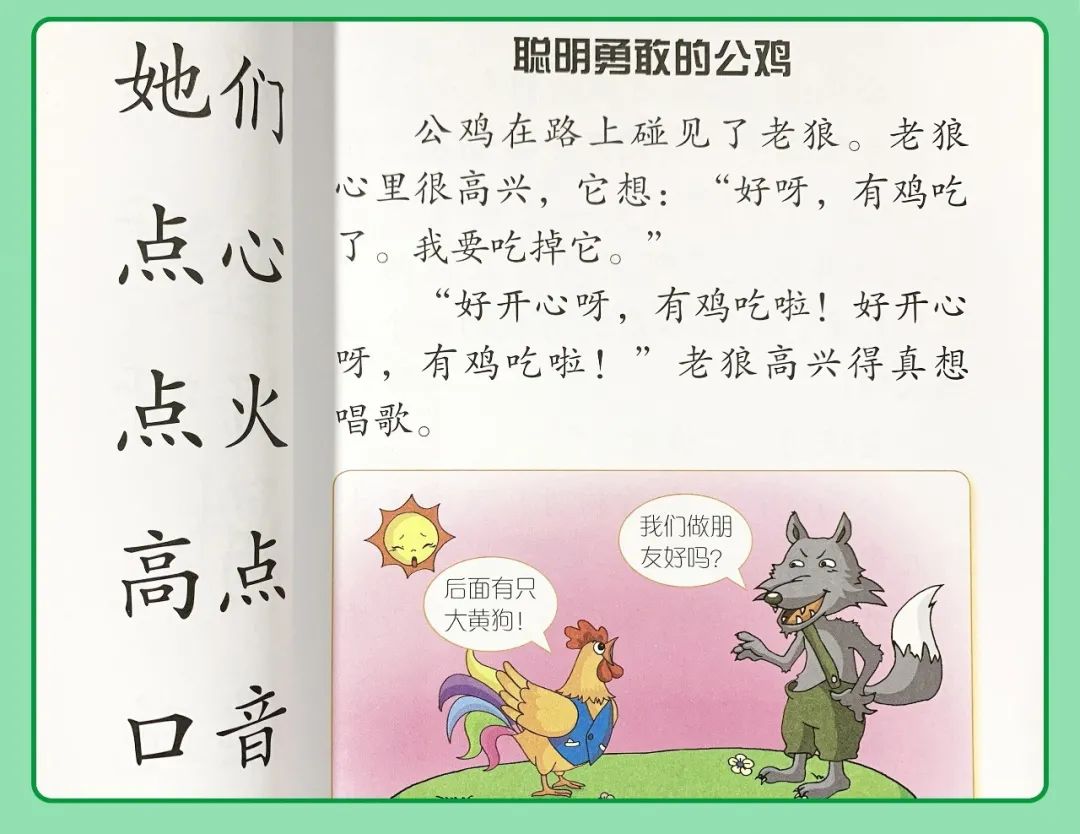 她们
点心
点火
高点
口音
聪明勇敢的公鸡
公鸡在路上碰见了老狼。老狼
心里很高兴，它想：“好呀，有鸡吃
了。我要吃掉它。”
“好开心呀，有鸡吃啦！好开心
呀，有鸡吃啦！”老狼高兴得真想
唱歌。
我们做朋
友好吗？
后面有只
大黄狗！